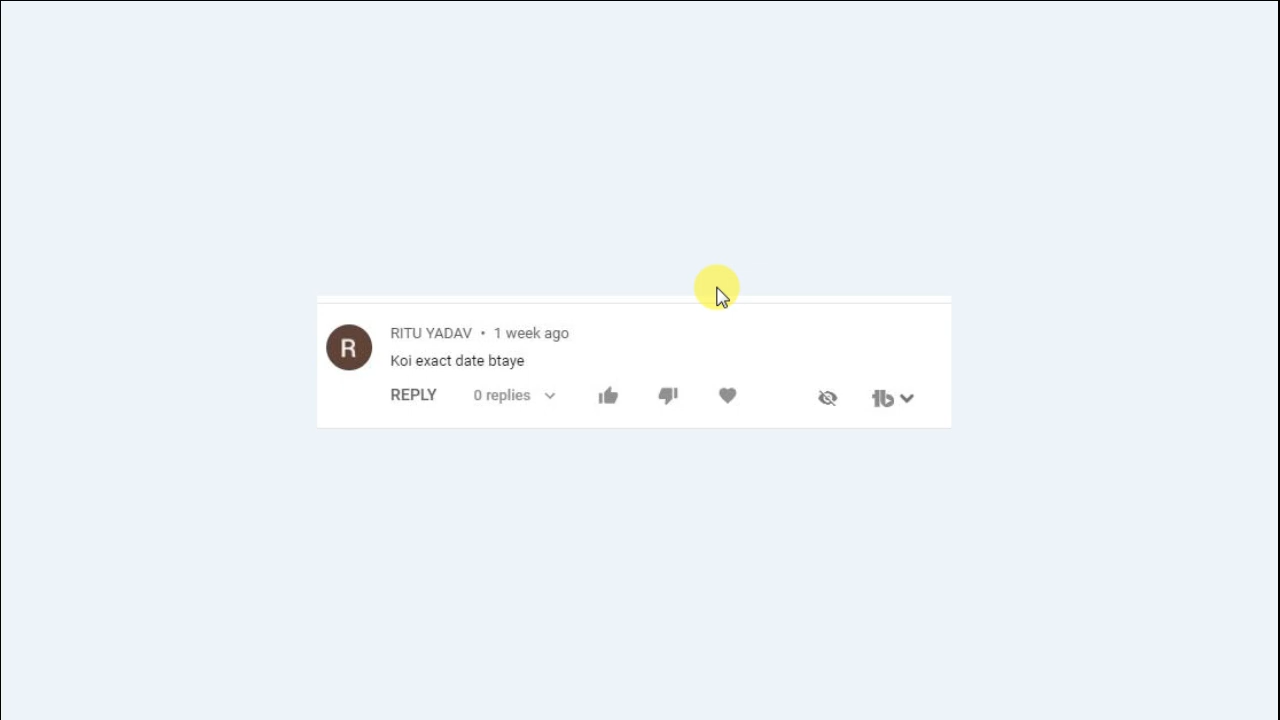 R
RITU YADAV • 1 week ago
Koi exact date btaye
REPLY 0 replies